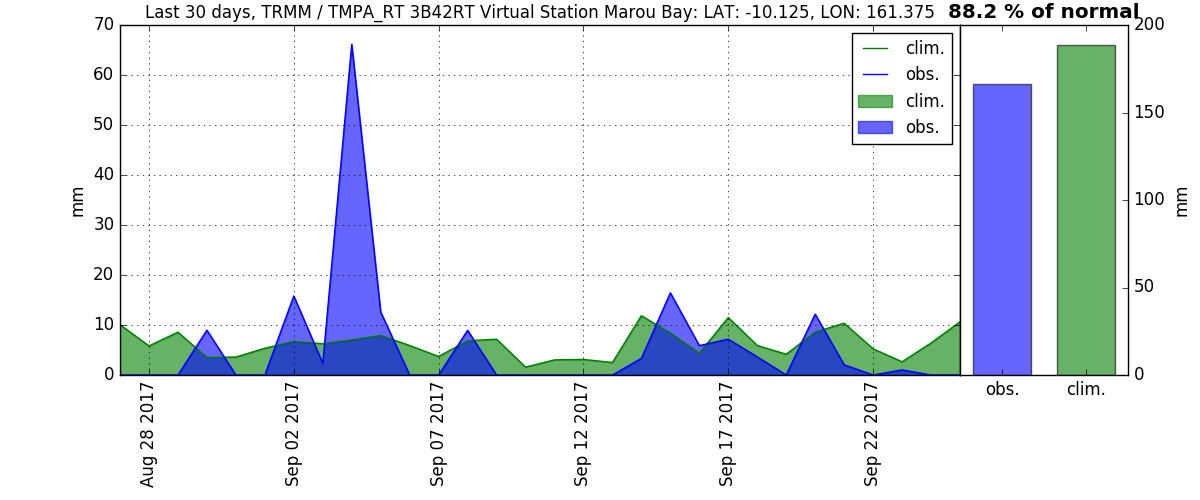 Last 30 days, TRMM / TMPA_RT 3B42RT Virtual Station Marou Bay: LAT: -10.125, LON: 161.375 88.2 % of normal
70
60
50
40
30
20
10
0
mm
clim.
obs.
clim.
obs.
Aug 28 2017
Sep 02 2017
Sep 07 2017
Sep 12 2017
Sep 17 2017
Sep 22 2017
200
150
100
50
0
mm
obs. clim.